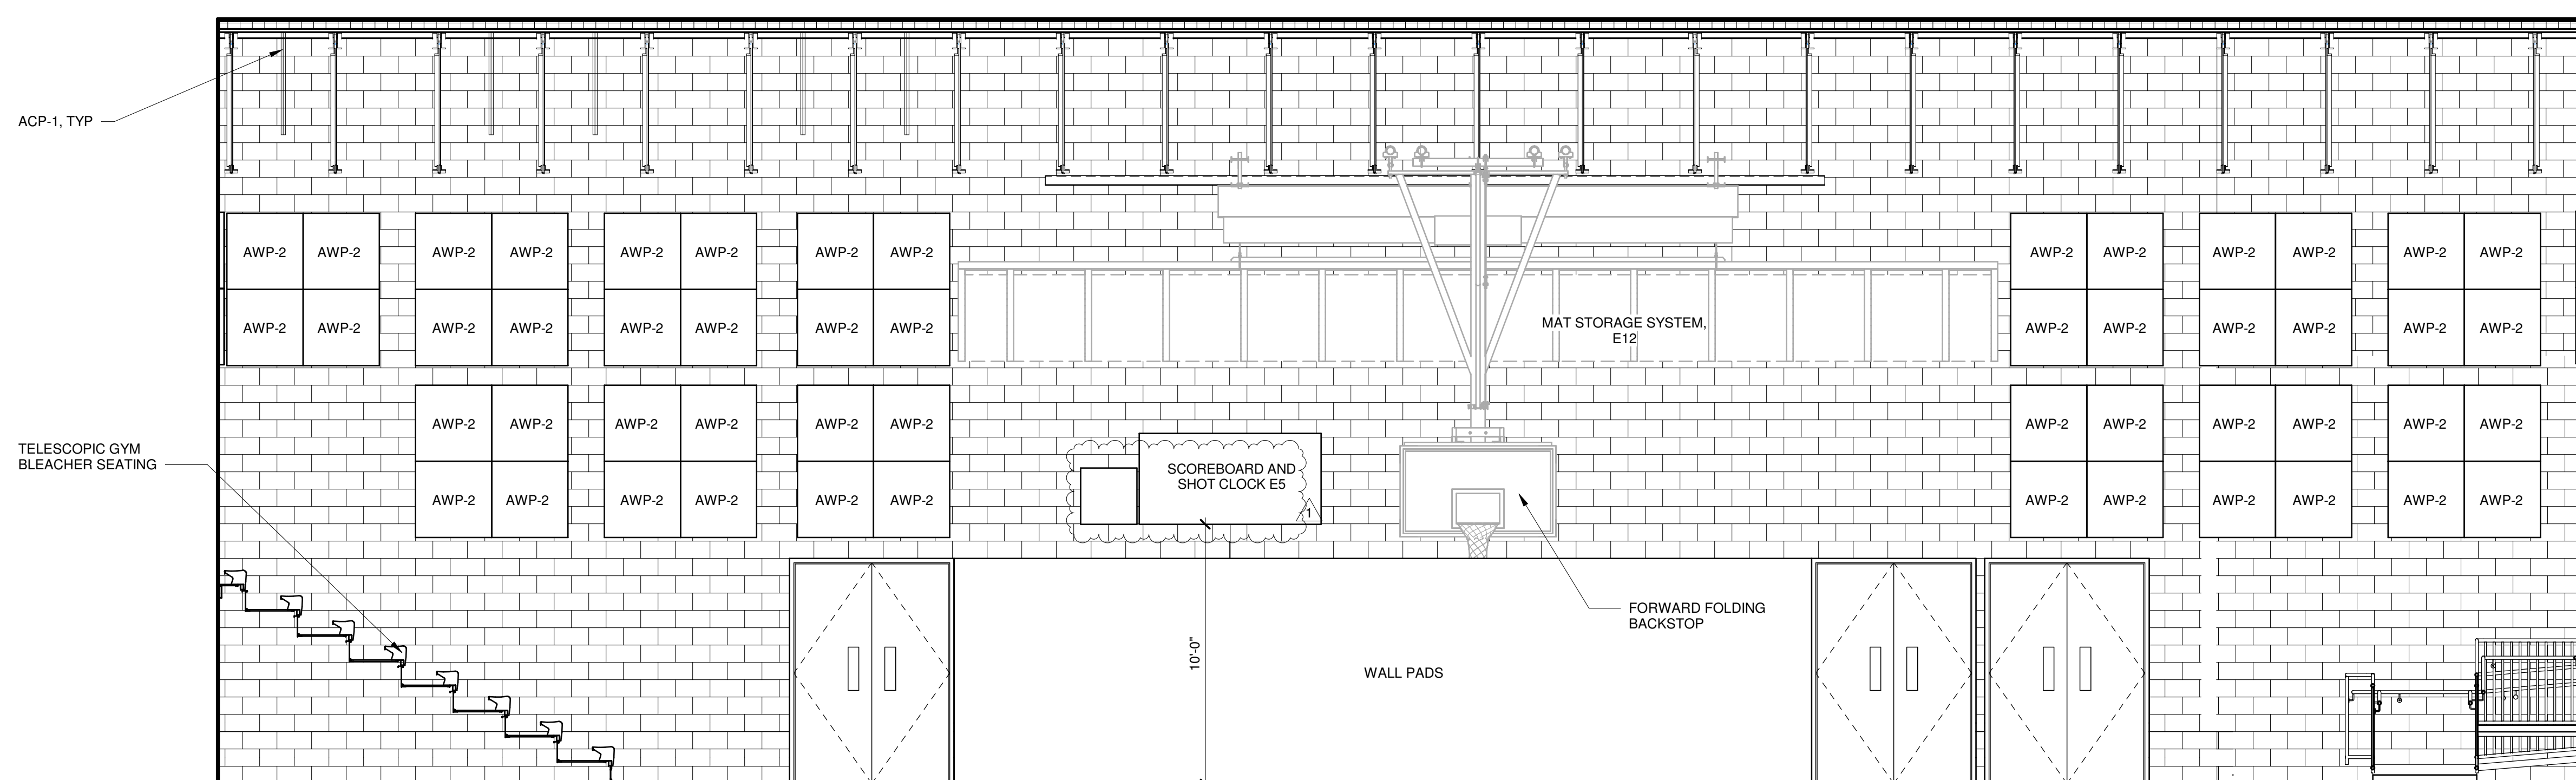 ACP-1, TYP
AWP-2 AWP-2 AWP-2 AWP-2 AWP-2 AWP-2 AWP-2 AWP-2 AWP-2 AWP-2 AWP-2 AWP-2 AWP-2 AWP-2
AWP-2 AWP-2 AWP-2 AWP-2 AWP-2 AWP-2 AWP-2 AWP-2 AWP-2 AWP-2 AWP-2 AWP-2 AWP-2 AWP-2
MAT STORAGE SYSTEM,
E12
AWP-2 AWP-2 AWP-2 AWP-2 AWP-2 AWP-2 AWP-2 AWP-2 AWP-2 AWP-2 AWP-2 AWP-2
TELESCOPIC GYM
BLEACHER SEATING
SCOREBOARD AND
SHOT CLOCK E5
1
AWP-2 AWP-2 AWP-2 AWP-2 AWP-2 AWP-2 AWP-2 AWP-2 AWP-2 AWP-2 AWP-2 AWP-2
FORWARD FOLDING
BACKSTOP
10'-0"
WALL PADS